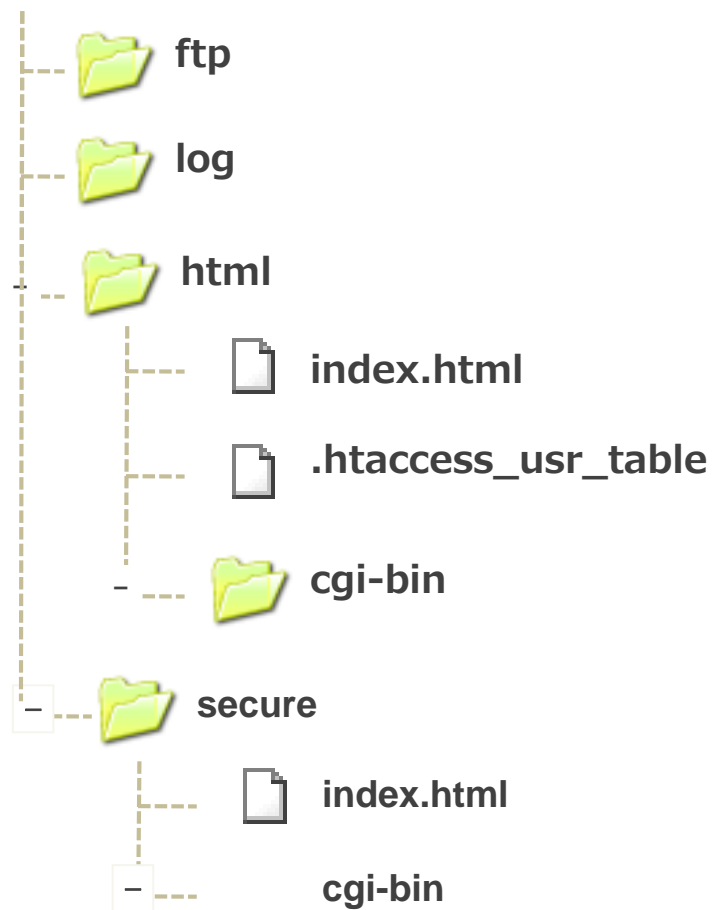 ftp
log
html
index.html
.htaccess_usr_table
cgi-bin
secure
index.html
cgi-bin